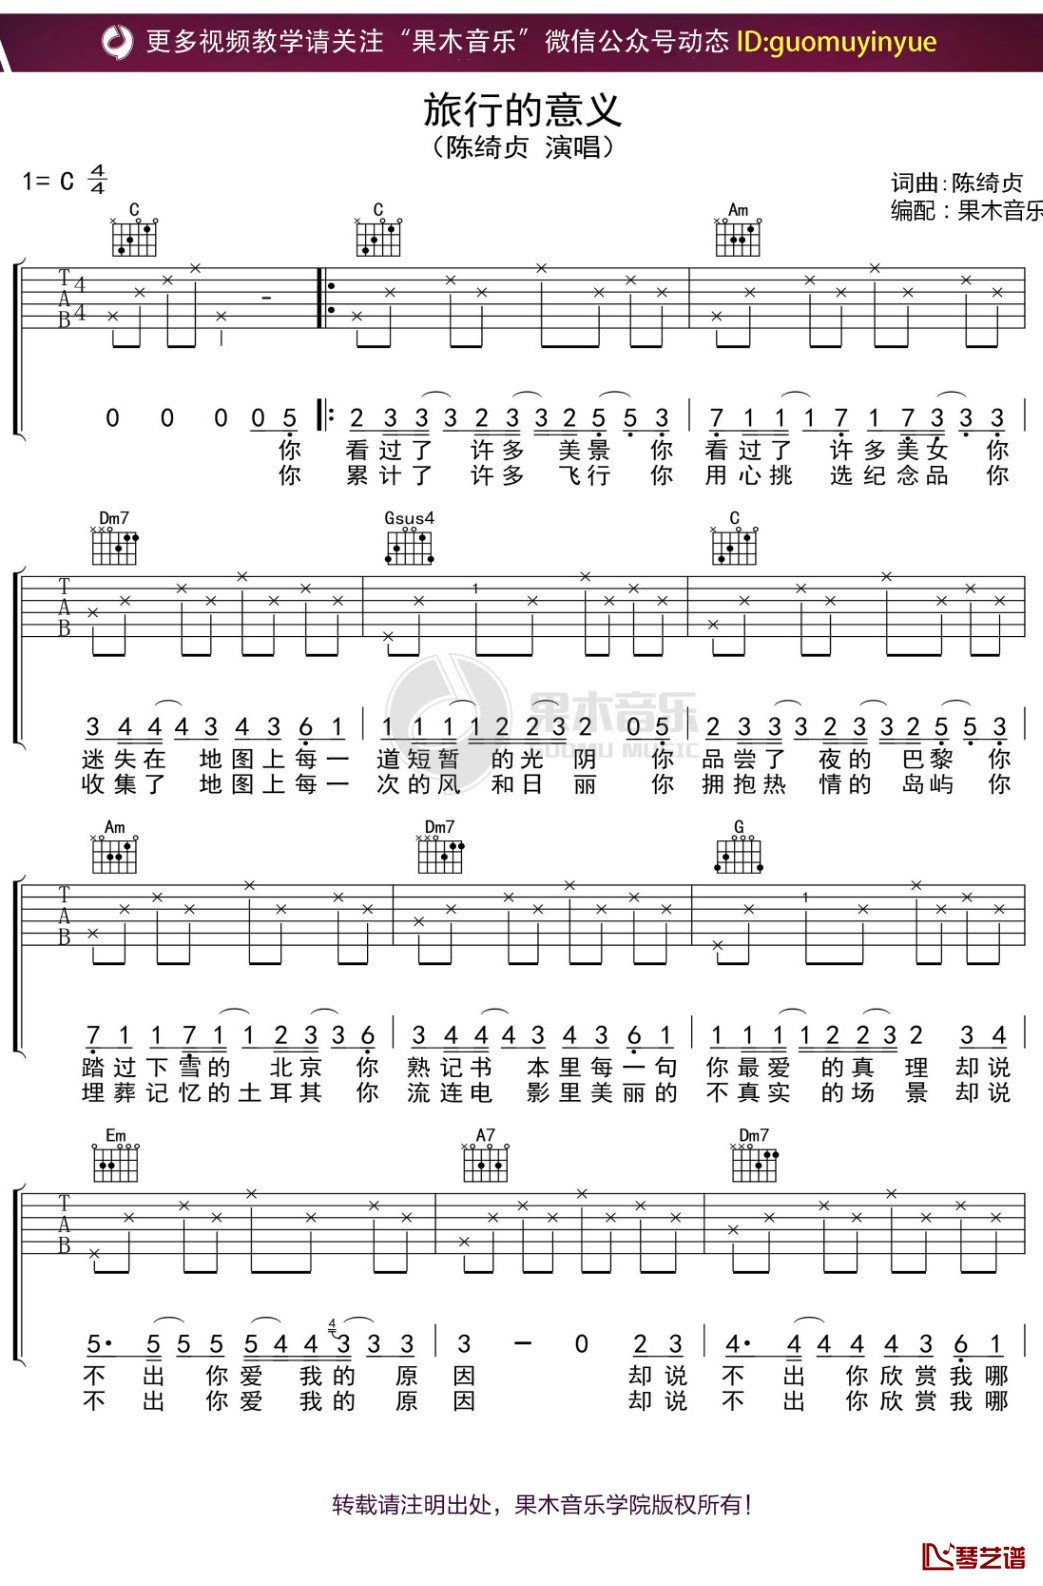 更多视频教学请关注“果木音乐”微信公众号动态 ID:guomuyinyue
旅行的意义
（陈绮贞 演唱）
1= C 4/4
词曲:陈绮贞
编配：果木音乐
C C Am
T A B 4 4
0 0 0 0 5 2 3 3 3 2 3 3 2 5 5 3 7 1 1 1 7 1 7 3 3 3
你 看过了 许多 美景 你 看过了 许多美女 你
你 累计了 许多 飞行 你 用心挑 选纪念品 你
Dm7 Gsus4 C
T A B 1
3 4 4 4 3 4 3 6 1 1 1 1 1 2 2 3 2 0 5 2 3 3 3 2 3 3 2 5 5 3
果木音乐
GUOMU MUSIC
迷失在 地图上每一 道短暂 的光 阴 你 品尝了 夜的 巴黎 你
收集了 地图上每一 次的风 和日 丽 你 拥抱热 情的 岛屿 你
Am Dm7 G
T A B 1
7 1 1 7 1 1 2 3 3 6 3 4 4 4 3 4 3 6 1 1 1 1 1 2 2 3 2 3 4
踏过下雪的 北京 你 熟记书 本里每一句 你最爱 的真 理 却说
埋葬记忆的土耳其 你 流连电 影里美丽的 不真实 的场 景 却说
Em A7 Dm7
T A B
5· 5 5 5 5 4 4 4 3 3 3 3 – 0 2 3 4· 4 4 4 4 3 6 1
不 出 你爱 我的 原 因 却说 不 出 你欣赏我哪
不 出 你爱 我的 原 因 却说 不 出 你欣赏我哪
转载请注明出处，果木音乐学院版权所有！
琴艺谱